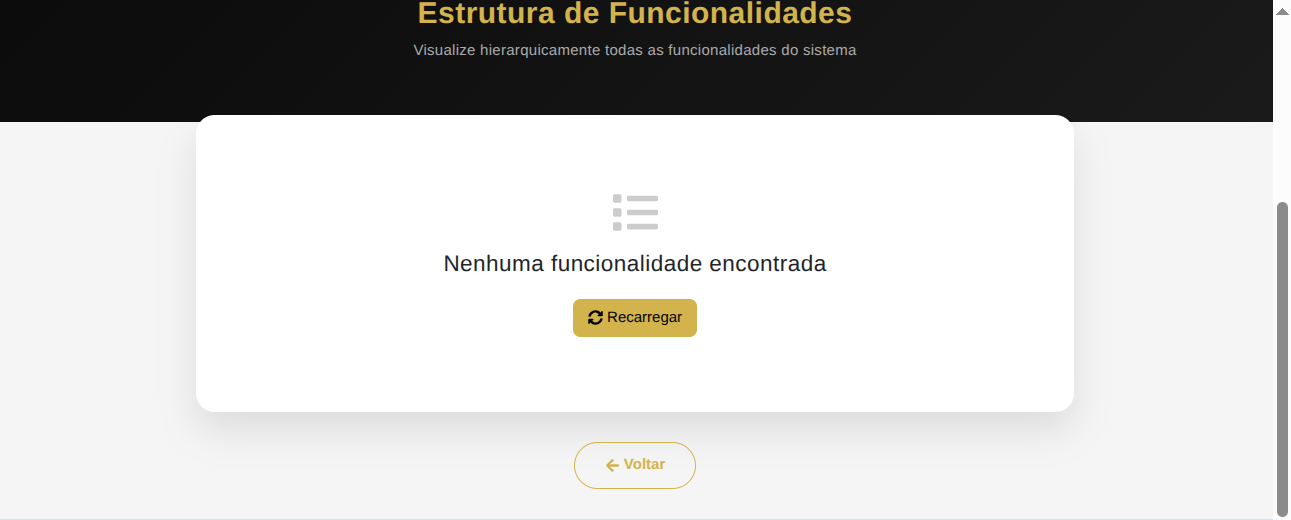 Estrutura de Funcionalidades
Visualize hierarquicamente todas as funcionalidades do sistema
Nenhuma funcionalidade encontrada
Recarregar
Voltar